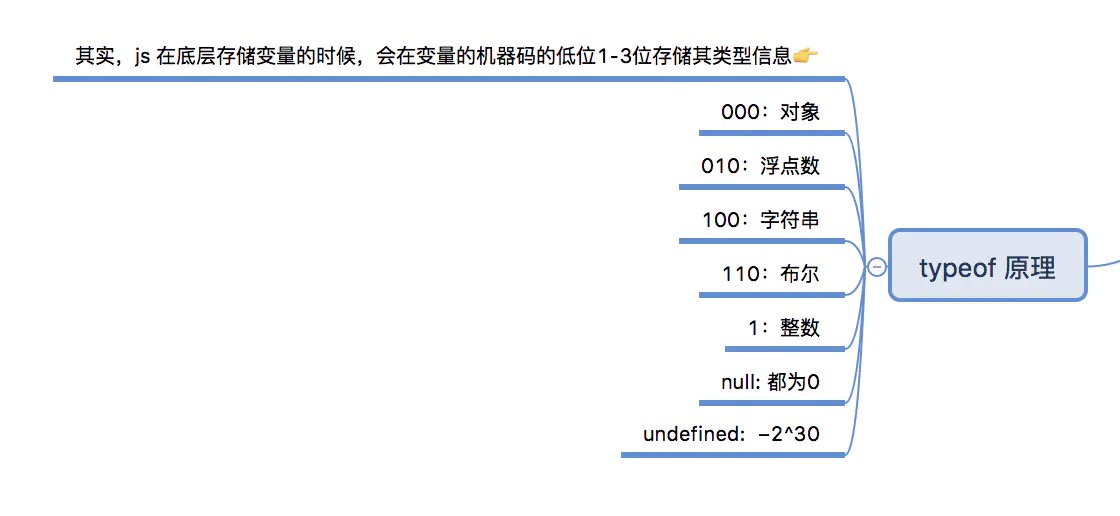 其实，js 在底层存储变量的时候，会在变量的机器码的低位1-3位存储其类型信息👉
000：对象
010：浮点数
100：字符串
110：布尔
1：整数
null: 都为0
undefined: −2^30
typeof 原理